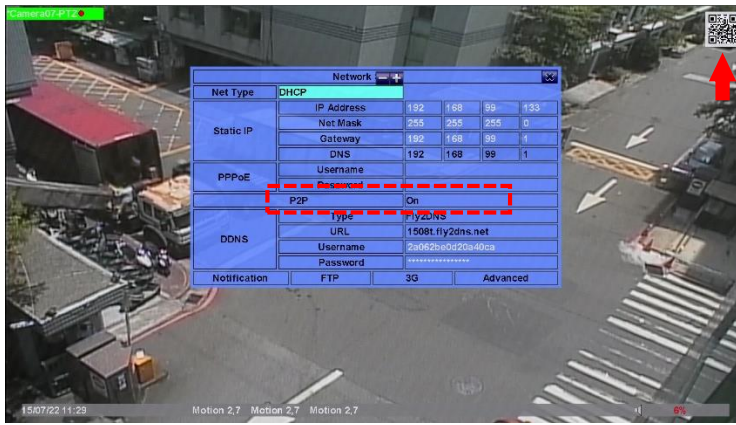 *Camera07-PTZ
Network
Net Type DHCP
Static IP
IP Address 192 168 99 133
Net Mask 255 255 255 0
Gateway 192 168 99 1
DNS 192 168 99 1
PPPoE
Username
Password
P2P On
DDNS
Type Fly2DNS
URL 1508t.fly2dns.net
Username 2a062be0d20a40ca
Password ****************
Notification FTP 3G Advanced
15/07/22 11:29 Motion 2,7 Motion 2,7 Motion 2,7 6%